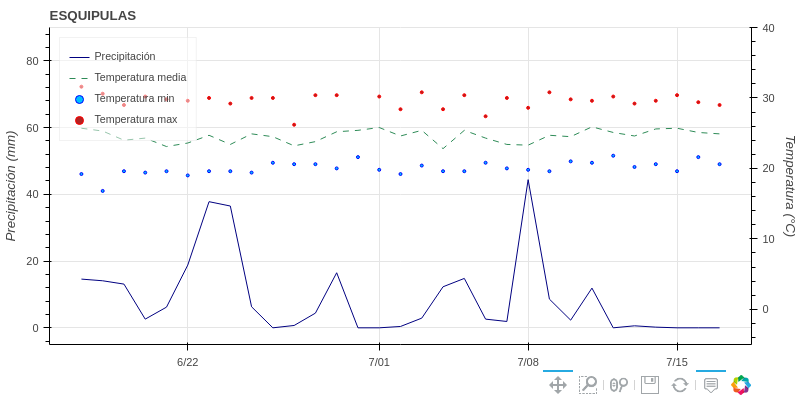 ESQUIPULAS
Precipitación
Temperatura media
Temperatura min
Temperatura max
Precipitación (mm)
80
60
40
20
0
Temperatura (°C)
40
30
20
10
0
6/22
7/01
7/08
7/15